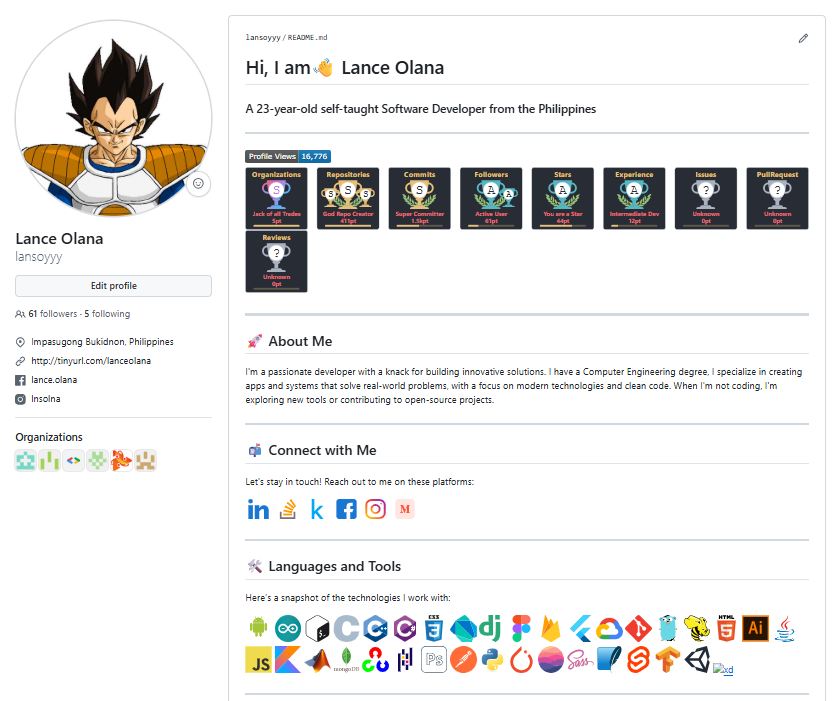 lansoyyy / README.md
Hi, I am 👋 Lance Olana
A 23-year-old self-taught Software Developer from the Philippines
Profile Views 16,776
Organizations
S
Jack of all Trades
5pt
Repositories
S S S
God Repo Creator
411pt
Commits
S
Super Committer
1.5kpt
Followers
A A
Active User
61pt
Stars
A
You are a Star
64pt
Experience
A
Intermediate Dev
12pt
Issues
?
Unknown
0pt
PullRequest
?
Unknown
0pt
Reviews
?
Unknown
0pt
Lance Olana
lansoyyy
Edit profile
61 followers · 5 following
Impasugong Bukidnon, Philippines
http://tinyurl.com/lanceolana
lance.olana
Organizations
🚀 About Me
I'm a passionate developer with a knack for building innovative solutions. I have a Computer Engineering degree, I specialize in creating
apps and systems that solve real-world problems, with a focus on modern technologies and clean code. When I'm not coding, I'm
exploring new tools or contributing to open-source projects.
📬 Connect with Me
Let's stay in touch! Reach out to me on these platforms:
in k f M
🛠️ Languages and Tools
Here's a snapshot of the technologies I work with:
$_ C C++ C# CSS 3 dj HTML 5 Ai Java
JS mongoDB Ps Sass xd